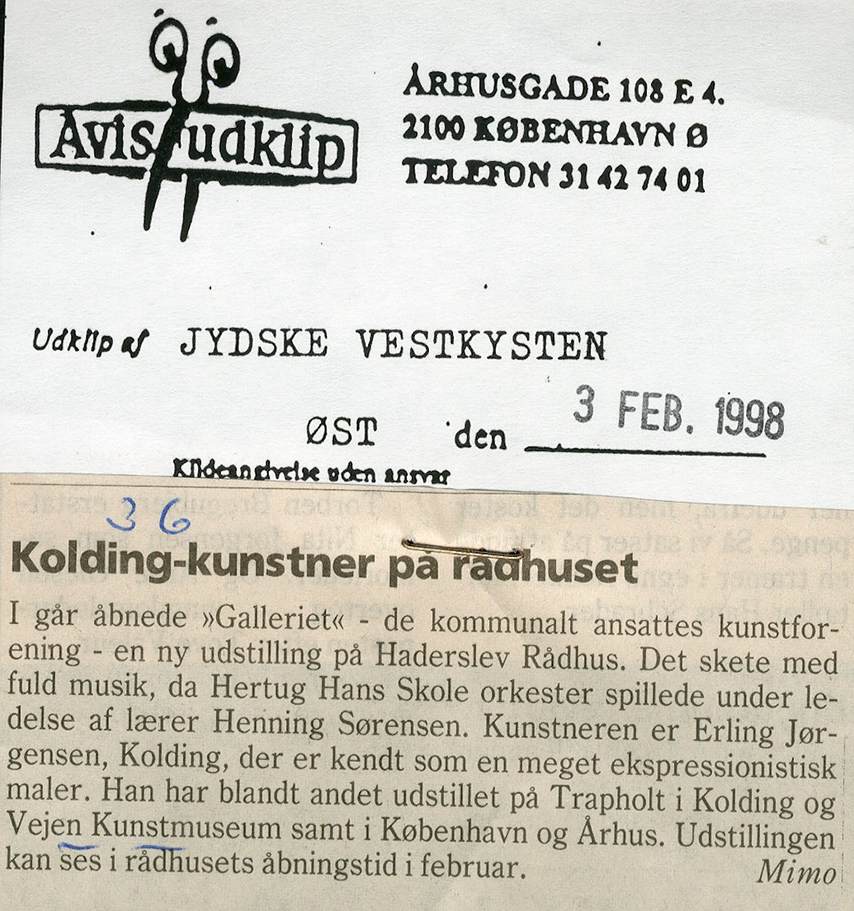 Avis/udklip
ÅRHUSGADE 108 E 4.
2100 KØBENHAVN Ø
TELEFON 31 42 74 01
Udklip af JYDSKE VESTKYSTEN
ØST den 3 FEB. 1998
Kildeangivelse uden ansvar
36
Kolding-kunstner på rådhuset
I går åbnede »Galleriet« - de kommunalt ansattes kunstfor-
ening - en ny udstilling på Haderslev Rådhus. Det skete med
fuld musik, da Hertug Hans Skole orkester spillede under le-
delse af lærer Henning Sørensen. Kunstneren er Erling Jør-
gensen, Kolding, der er kendt som en meget ekspressionistisk
maler. Han har blandt andet udstillet på Trapholt i Kolding og
Vejen Kunstmuseum samt i København og Århus. Udstillingen
kan ses i rådhusets åbningstid i februar. Mimo